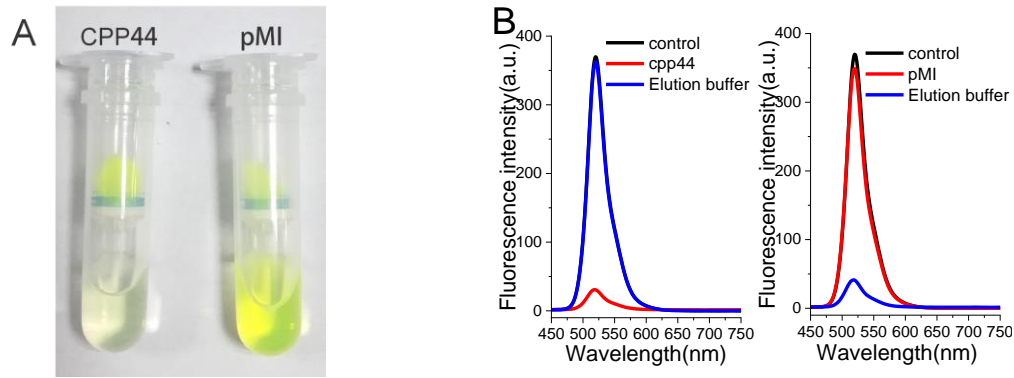 A
CPP44
pMI
B
Fluorescence intensity(a.u.)
400
300
200
100
0
450 500 550 600 650 700 750
Wavelength(nm)
control
cpp44
Elution buffer
Fluorescence intensity(a.u.)
400
300
200
100
0
450 500 550 600 650 700 750
Wavelength(nm)
control
pMI
Elution buffer